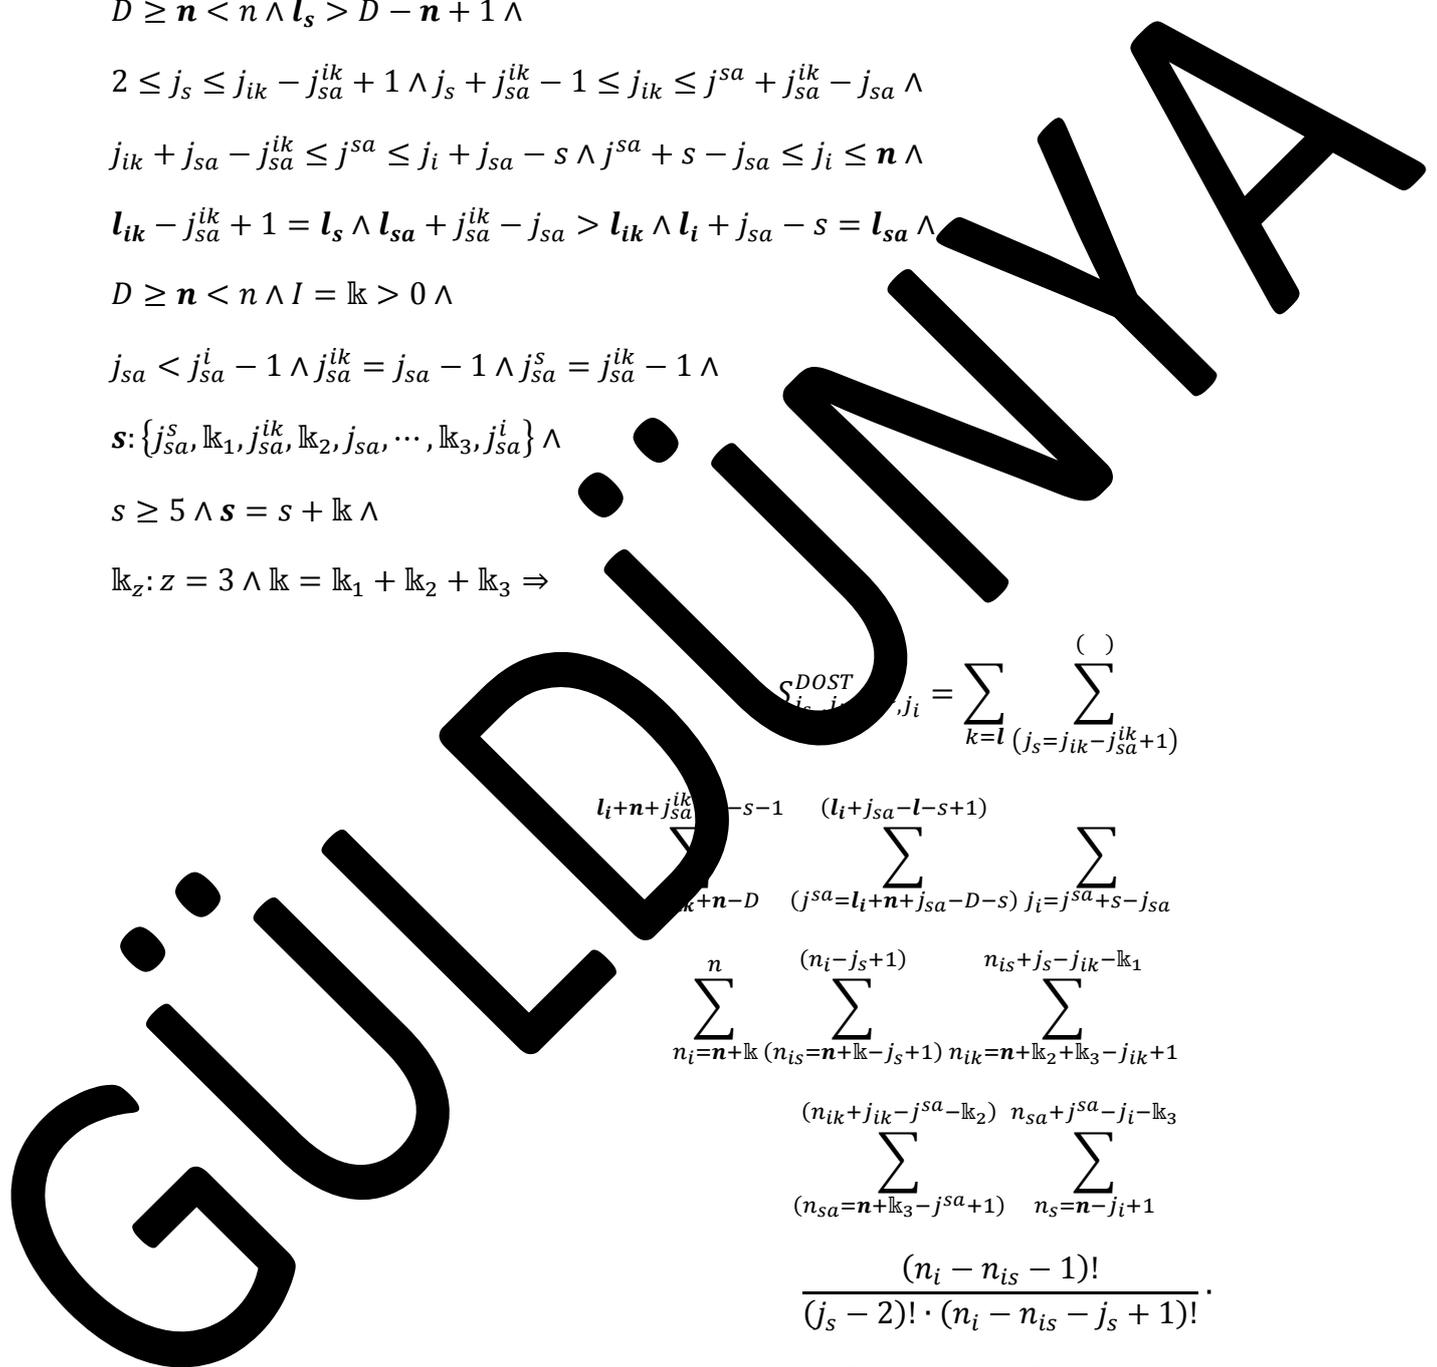 D ≥ n < n ∧ l_s > D − n + 1 ∧
2 ≤ j_s ≤ j_ik − j_sa^ik + 1 ∧ j_s + j_sa^ik − 1 ≤ j_ik ≤ j^sa + j_sa^ik − j_sa ∧
j_ik + j_sa − j_sa^ik ≤ j^sa ≤ j_i + j_sa − s ∧ j^sa + s − j_sa ≤ j_i ≤ n ∧
l_ik − j_sa^ik + 1 = l_s ∧ l_sa + j_sa^ik − j_sa > l_ik ∧ l_i + j_sa − s = l_sa ∧
D ≥ n < n ∧ I = 𝕜 > 0 ∧
j_sa < j_sa^i − 1 ∧ j_sa^ik = j_sa − 1 ∧ j_sa^s = j_sa^ik − 1 ∧
s: {j_sa^s, 𝕜_1, j_sa^ik, 𝕜_2, j_sa, ⋯ , 𝕜_3, j_sa^i} ∧
s ≥ 5 ∧ s = s + 𝕜 ∧
𝕜_z: z = 3 ∧ 𝕜 = 𝕜_1 + 𝕜_2 + 𝕜_3 ⇒
( )
S^DOST ,j_i = ∑ ∑
k=l (j_s=j_ik−j_sa^ik+1)
l_i+n+j_sa^ik −s−1 (l_i+j_sa−l−s+1)
∑ ∑ ∑
+n−D (j^sa=l_i+n+j_sa−D−s) j_i=j^sa+s−j_sa
n (n_i−j_s+1) n_is+j_s−j_ik−𝕜_1
∑ ∑ ∑
n_i=n+𝕜 (n_is=n+𝕜−j_s+1) n_ik=n+𝕜_2+𝕜_3−j_ik+1
(n_ik+j_ik−j^sa−𝕜_2) n_sa+j^sa−j_i−𝕜_3
∑ ∑
(n_sa=n+𝕜_3−j^sa+1) n_s=n−j_i+1
(n_i − n_is − 1)!
(j_s − 2)! · (n_i − n_is − j_s + 1)! ·
GÜLDÜNYA